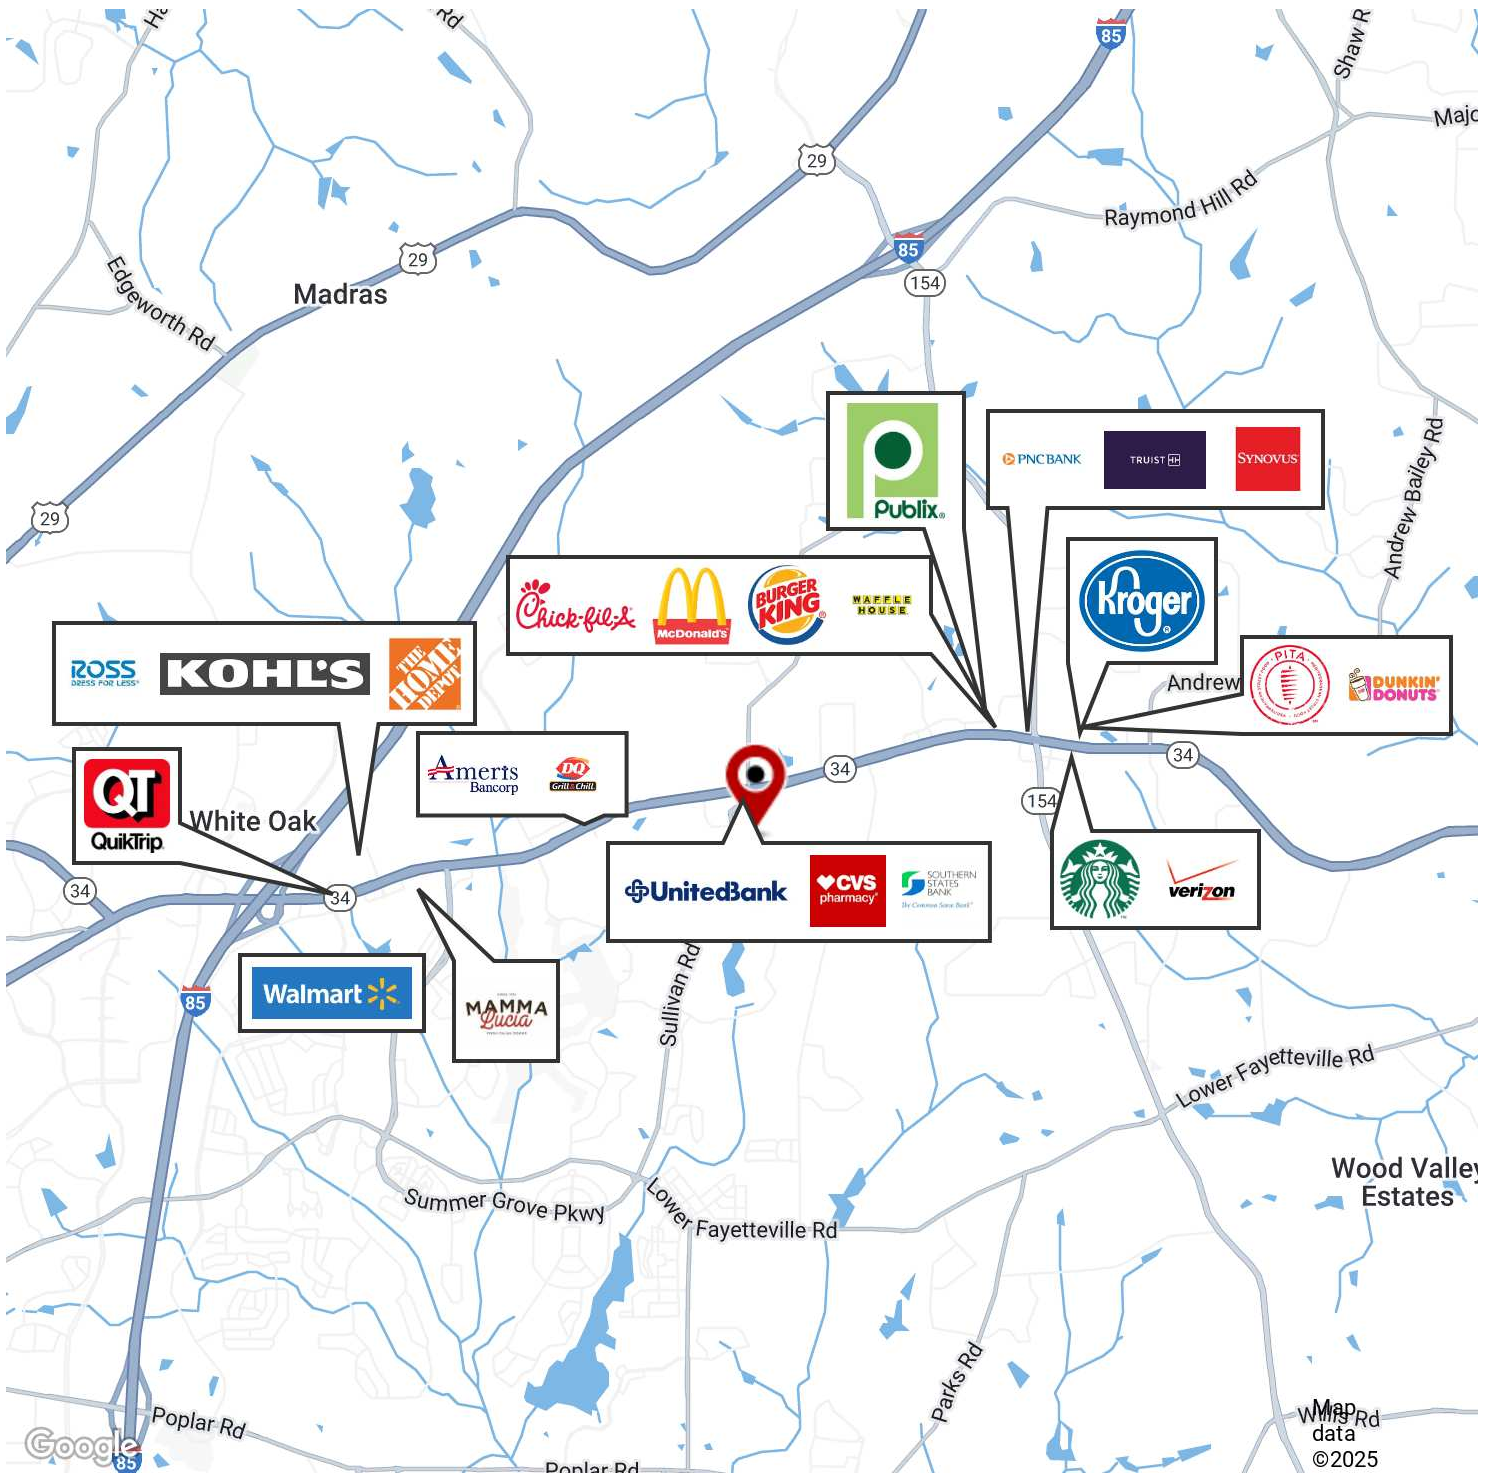 Rd
85
Shaw R
Majo
29
Raymond Hill Rd
85
29
154
Edgeworth Rd
Madras
Publix
PNC BANK
TRUIST
SYNOVUS
Andrew Bailey Rd
29
Chick-fil-A
McDonald's
BURGER
KING
WAFFLE
HOUSE
Kroger
ROSS
DRESS FOR LESS
KOHL'S
THE
HOME
DEPOT
Andrew
PITA
DUNKIN'
DONUTS
QT
QuikTrip
White Oak
Ameris
Bancorp
DQ
Grill & Chill
34
34
154
34
34
UnitedBank
CVS
pharmacy
SOUTHERN
STATES
BANK
The Common Sense Bank
verizon
85
Walmart
MAMMA
Lucia
Sullivan Rd
Lower Fayetteville Rd
Wood Valley
Estates
Summer Grove Pkwy
Lower Fayetteville Rd
Parks Rd
Poplar Rd
Willis Rd
Map
data
©2025
Google
85
Poplar Rd